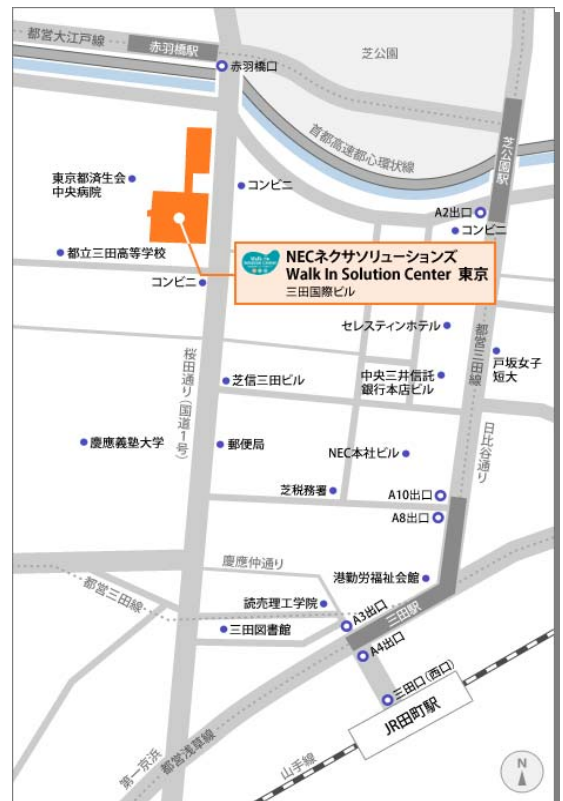 都営大江戸線
赤羽橋駅
赤羽橋口
芝公園
首都高速都心環状線
芝公園駅
東京都済生会
中央病院
コンビニ
A2出口
コンビニ
都立三田高等学校
NECネクサソリューションズ
Walk In Solution Center 東京
三田国際ビル
コンビニ
セレスティンホテル
都営三田線
戸坂女子
短大
桜田通り(国道1号)
芝信三田ビル
中央三井信託
銀行本店ビル
日比谷通り
慶應義塾大学
郵便局
NEC本社ビル
芝税務署
A10出口
A8出口
慶應仲通り
港勤労福祉会館
都営三田線
読売理工学院
A3出口
三田駅
三田図書館
A4出口
三田口(西口)
JR田町駅
第一京浜
都営浅草線
山手線
N